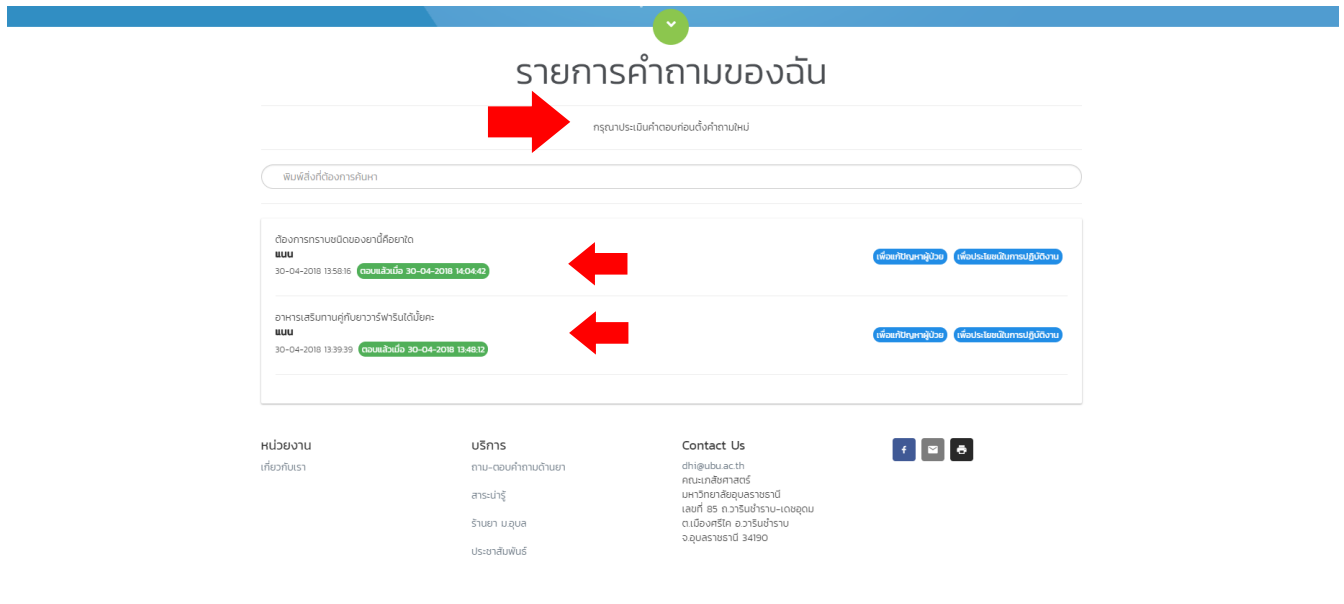 รายการคำถามของฉัน
กรุณาประเมินคำตอบก่อนตั้งคำถามใหม่
พิมพ์สิ่งที่ต้องการค้นหา
ต้องการทราบชนิดของยานี้คือยาใด
แนน
30-04-2018 13:58:16 ตอบแล้วเมื่อ 30-04-2018 14:04:42
เพื่อแก้ปัญหาผู้ป่วย เพื่อประโยชน์ในการปฏิบัติงาน
อาหารเสริมทานคู่กับยาวาร์ฟารินได้มั้ยคะ
แนน
30-04-2018 13:39:39 ตอบแล้วเมื่อ 30-04-2018 13:48:12
เพื่อแก้ปัญหาผู้ป่วย เพื่อประโยชน์ในการปฏิบัติงาน
หน่วยงาน
เกี่ยวกับเรา
บริการ
ถาม-ตอบคำถามด้านยา
สาระน่ารู้
ร้านยา ม.อุบล
ประชาสัมพันธ์
Contact Us
dhi@ubu.ac.th
คณะเภสัชศาสตร์
มหาวิทยาลัยอุบลราชธานี
เลขที่ 85 ถ.วารินชำราบ-เดชอุดม
ต.เมืองศรีไค อ.วารินชำราบ
จ.อุบลราชธานี 34190